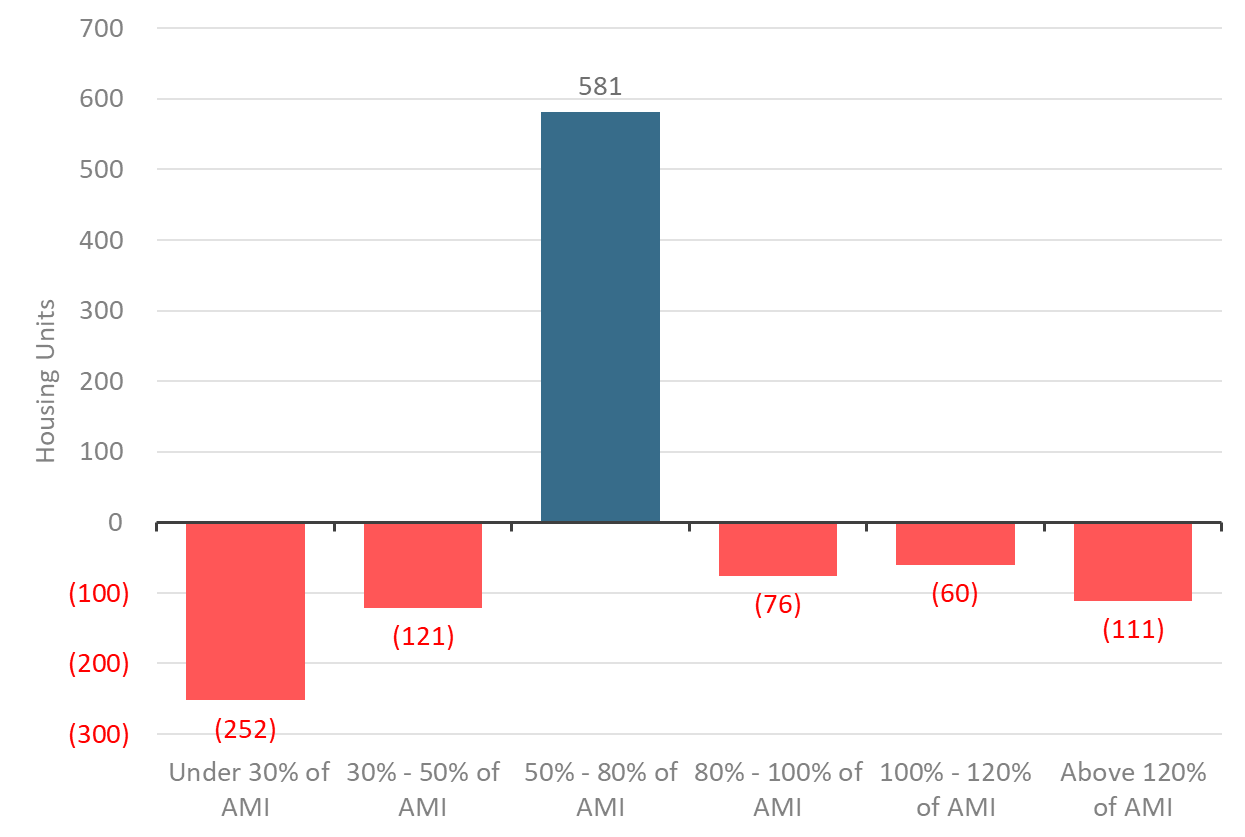 700
600
500
400
300
200
100
0
(100)
(200)
(300)
Housing Units
581
(252)
(121)
(76)
(60)
(111)
Under 30% of
AMI
30% - 50% of
AMI
50% - 80% of
AMI
80% - 100% of
AMI
100% - 120%
of AMI
Above 120%
of AMI